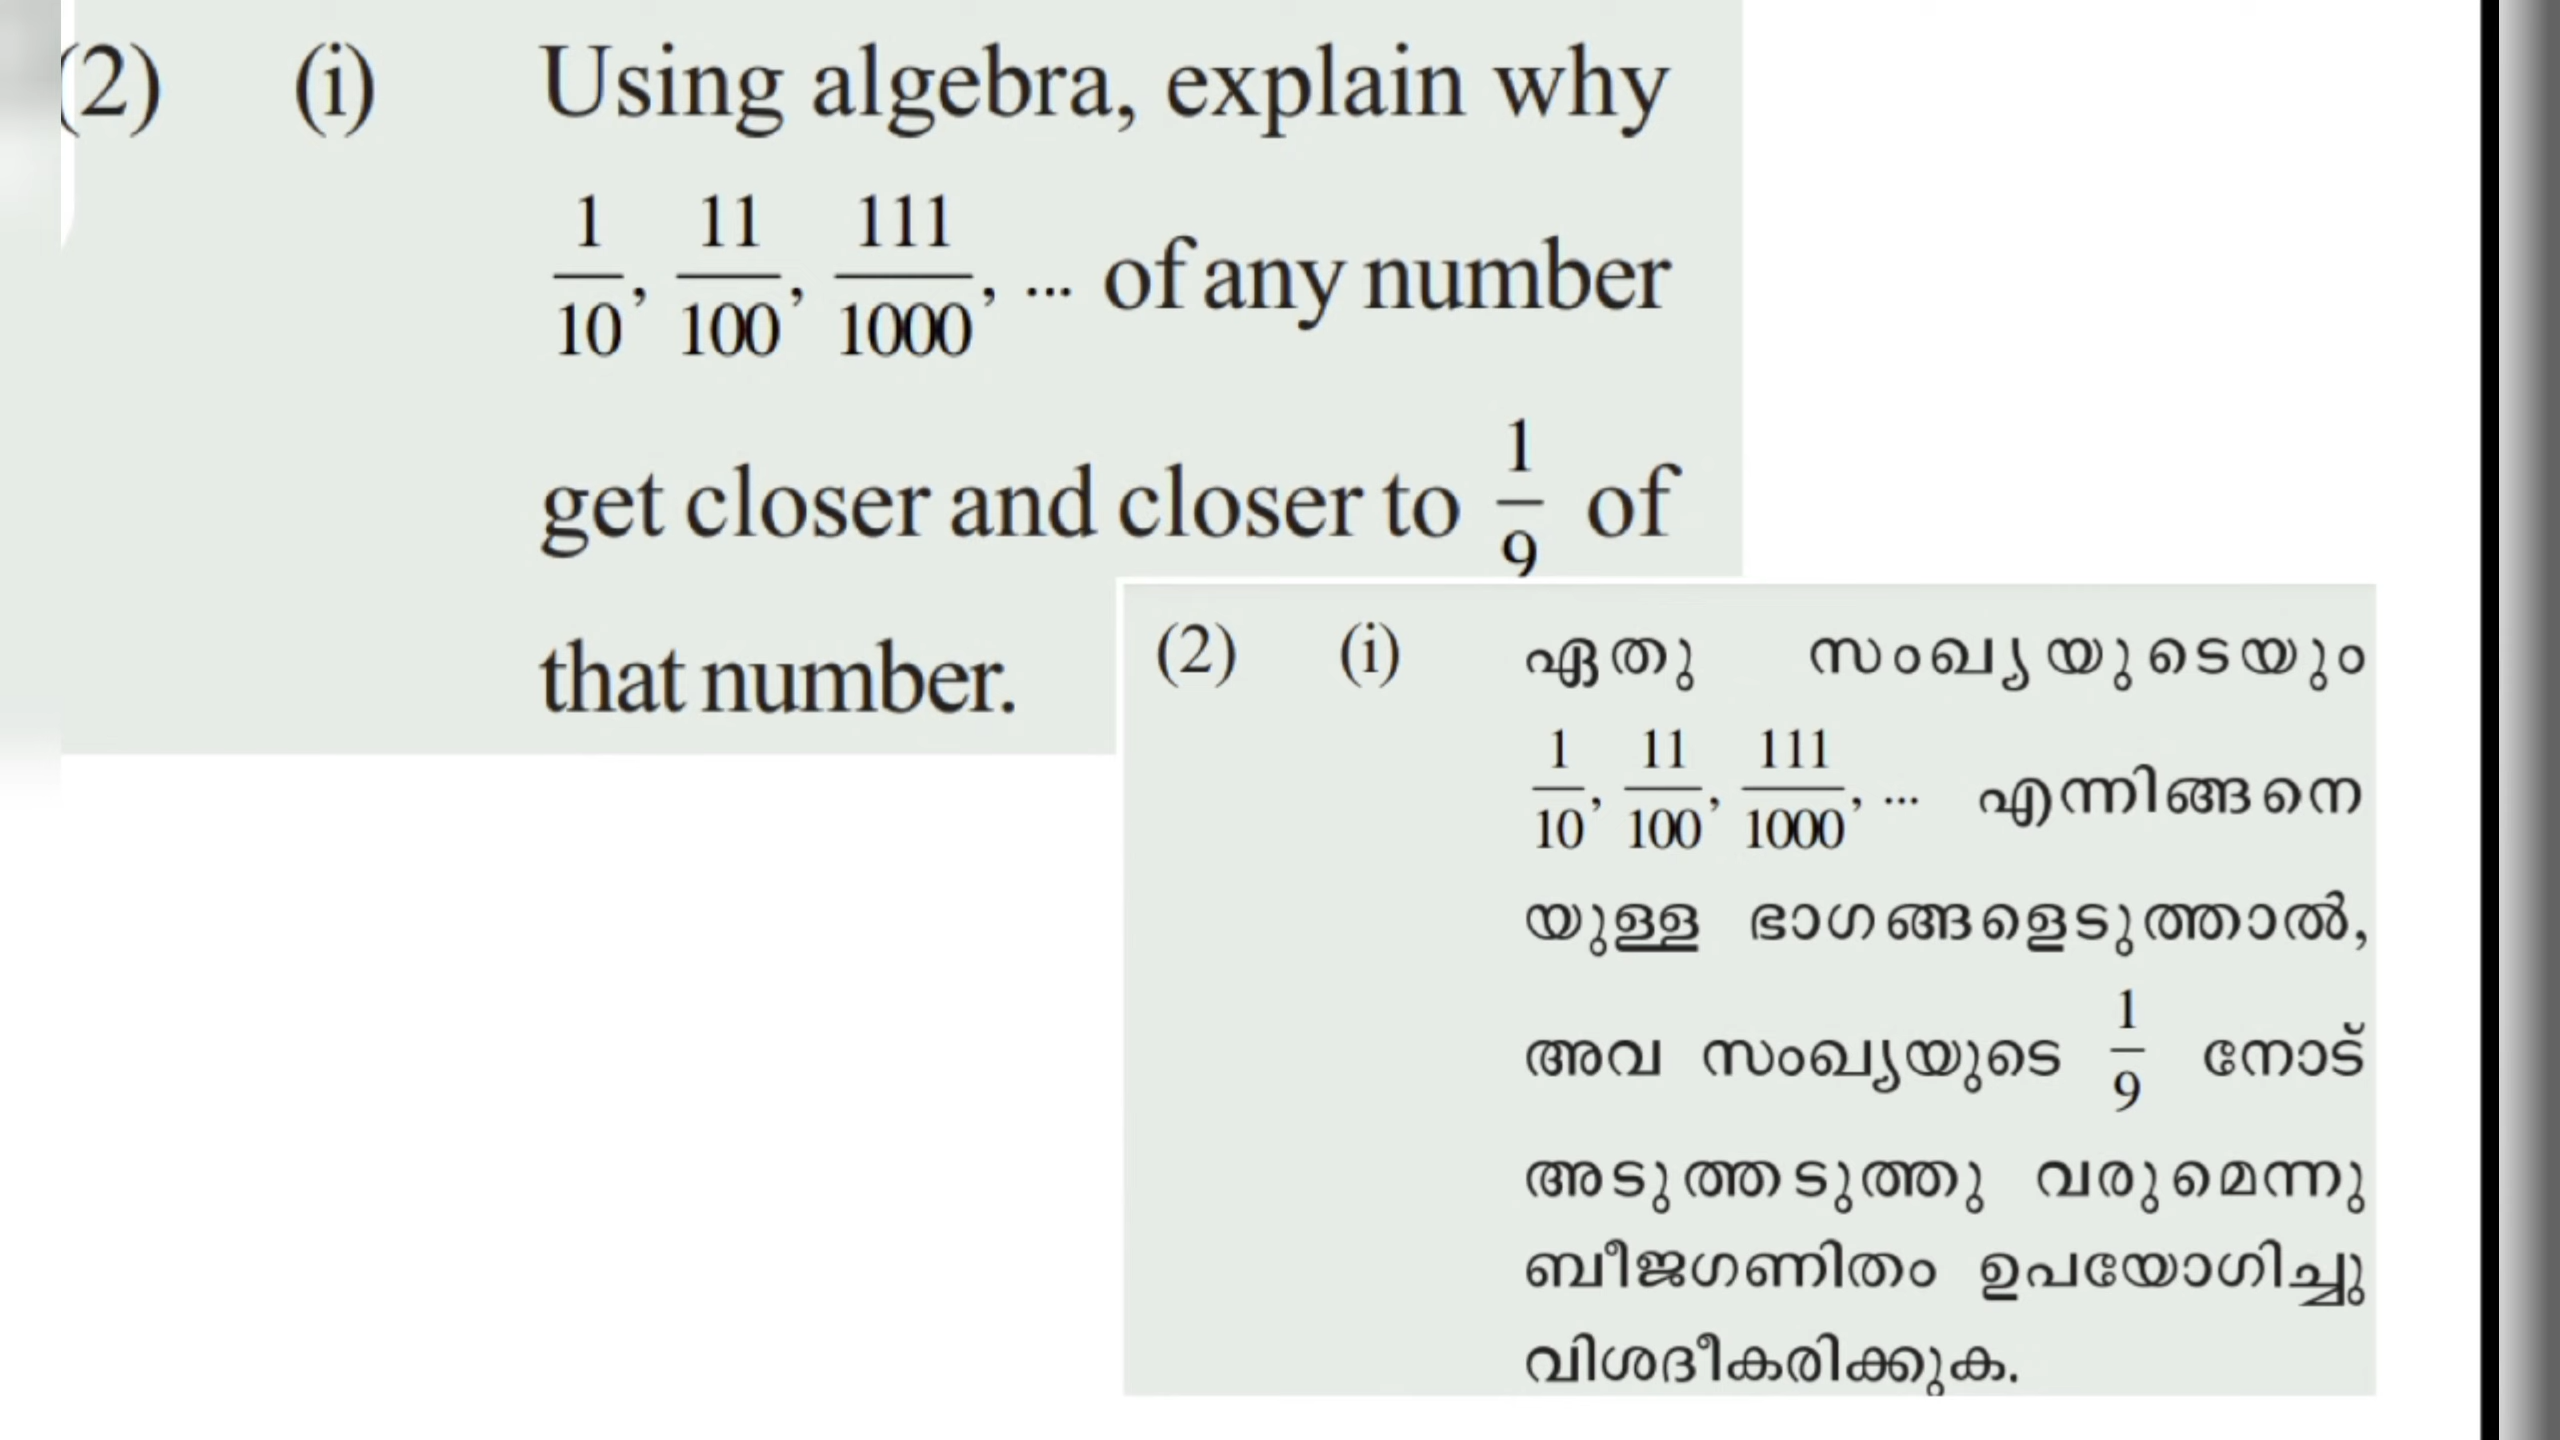 (2) (i) Using algebra, explain why
1/10, 11/100, 111/1000, ... of any number
get closer and closer to 1/9 of
that number.
(2) (i) ഏതു സംഖ്യയുടെയും
1/10, 11/100, 111/1000, ... എന്നിങ്ങനെ
യുള്ള ഭാഗങ്ങളെടുത്താൽ,
അവ സംഖ്യയുടെ 1/9 നോട്
അടുത്തടുത്തു വരുമെന്നു
ബീജഗണിതം ഉപയോഗിച്ചു
വിശദീകരിക്കുക.